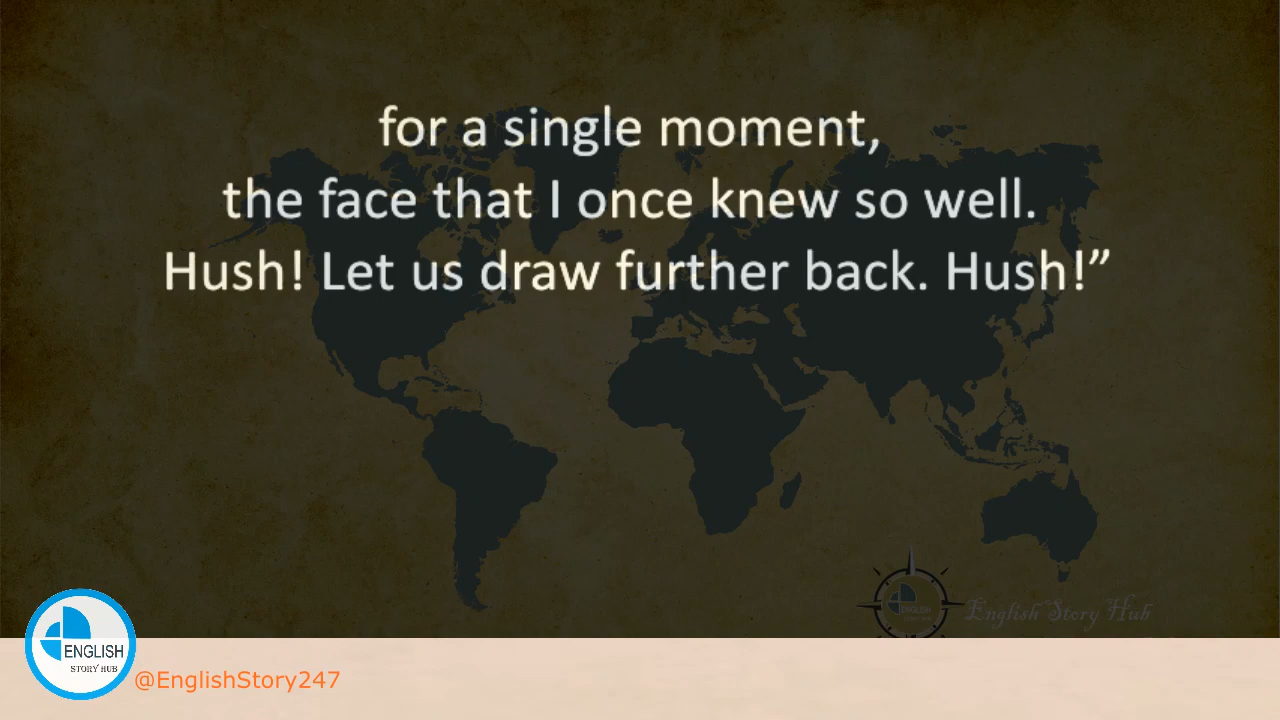 for a single moment,
the face that I once knew so well.
Hush! Let us draw further back. Hush!”
English Story Hub
ENGLISH
STORY HUB
@EnglishStory247